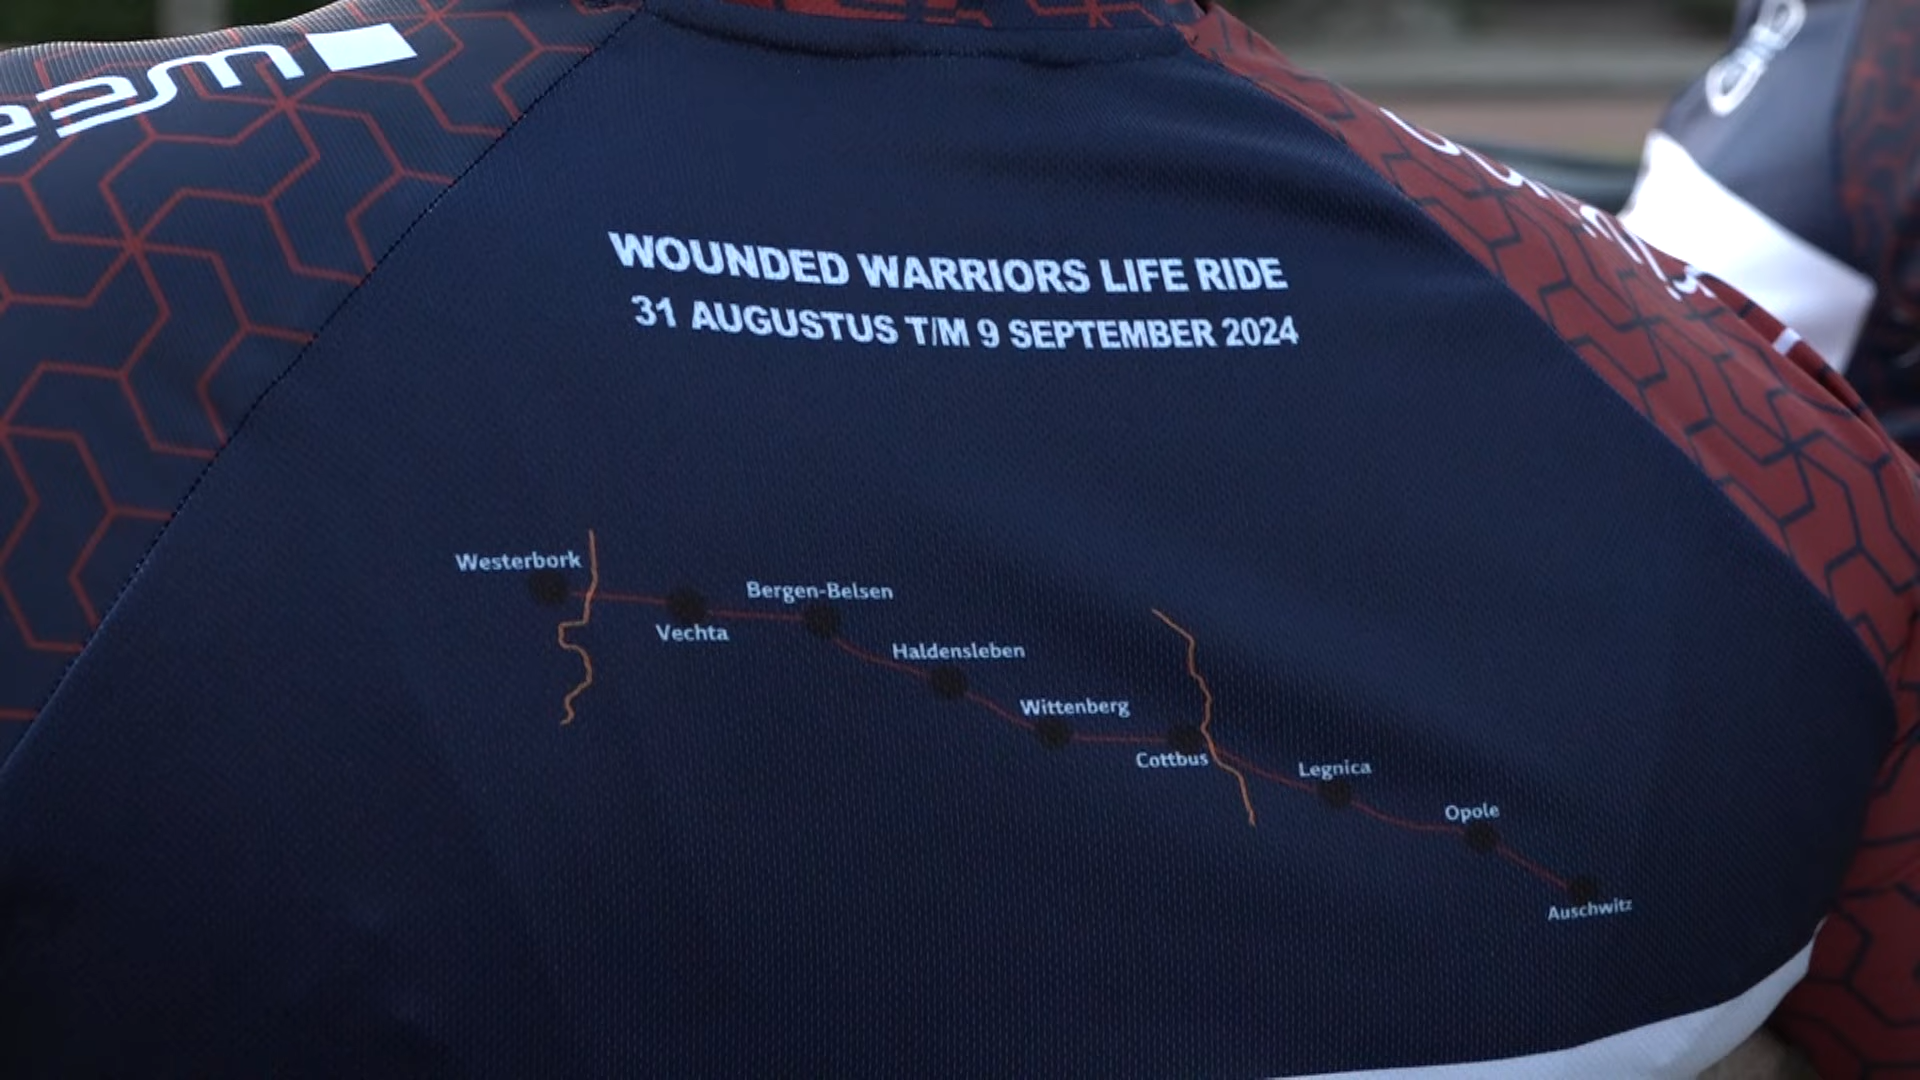 WOUNDED WARRIORS LIFE RIDE
31 AUGUSTUS T/M 9 SEPTEMBER 2024
Westerbork
Vechta
Bergen-Belsen
Haldensleben
Wittenberg
Cottbus
Legnica
Opole
Auschwitz